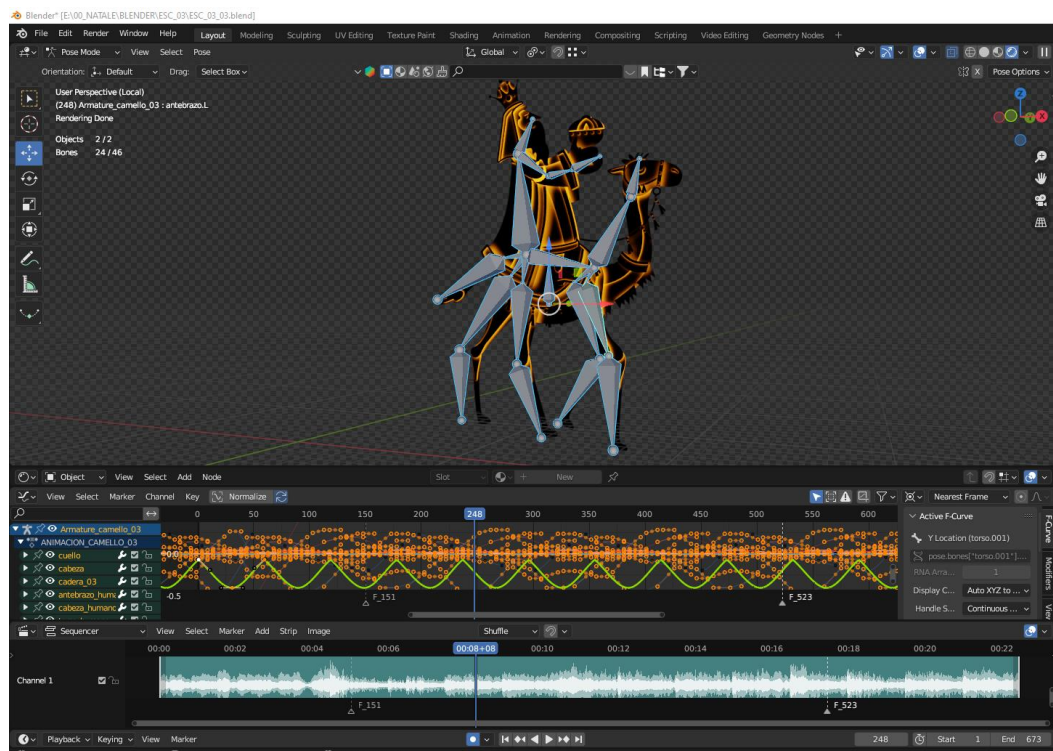 Blender* [E:\00_NATALE\BLENDER\ESC_03\ESC_03_03.blend]
File Edit Render Window Help Layout Modeling Sculpting UV Editing Texture Paint Shading Animation Rendering Compositing Scripting Video Editing Geometry Nodes +
Pose Mode View Select Pose Global
Orientation: Default Drag: Select Box X Pose Options
User Perspective (Local)
(248) Armature_camello_03 : antebrazo.L
Rendering Done
Objects 2/2
Bones 24/46
Z
X
Object View Select Add Node Slot + New
View Select Marker Channel Key Normalize Nearest Frame
0 50 100 150 200 248 300 350 400 450 500 550 600
Armature_camello_03
ANIMACION_CAMELLO_03
cuello
cabeza
cadera_03
antebrazo_huma
cabeza_humanc
0.0
-0.5
F_151
F_523
Active F-Curve
Y Location (torso.001)
pose.bones["torso.001"]....
RNA Arra... 1
Display C... Auto XYZ to ...
Handle S... Continuous ...
F-Curve
Modifiers
View
Sequencer View Select Marker Add Strip Image Shuffle
00:00 00:02 00:04 00:06 00:08+08 00:10 00:12 00:14 00:16 00:18 00:20 00:22
Channel 1
F_151
F_523
Playback Keying View Marker 248 Start 1 End 673